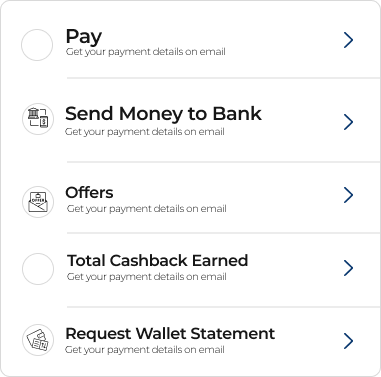 Pay
Get your payment details on email
Send Money to Bank
Get your payment details on email
OFFER
Offers
Get your payment details on email
Total Cashback Earned
Get your payment details on email
Request Wallet Statement
Get your payment details on email